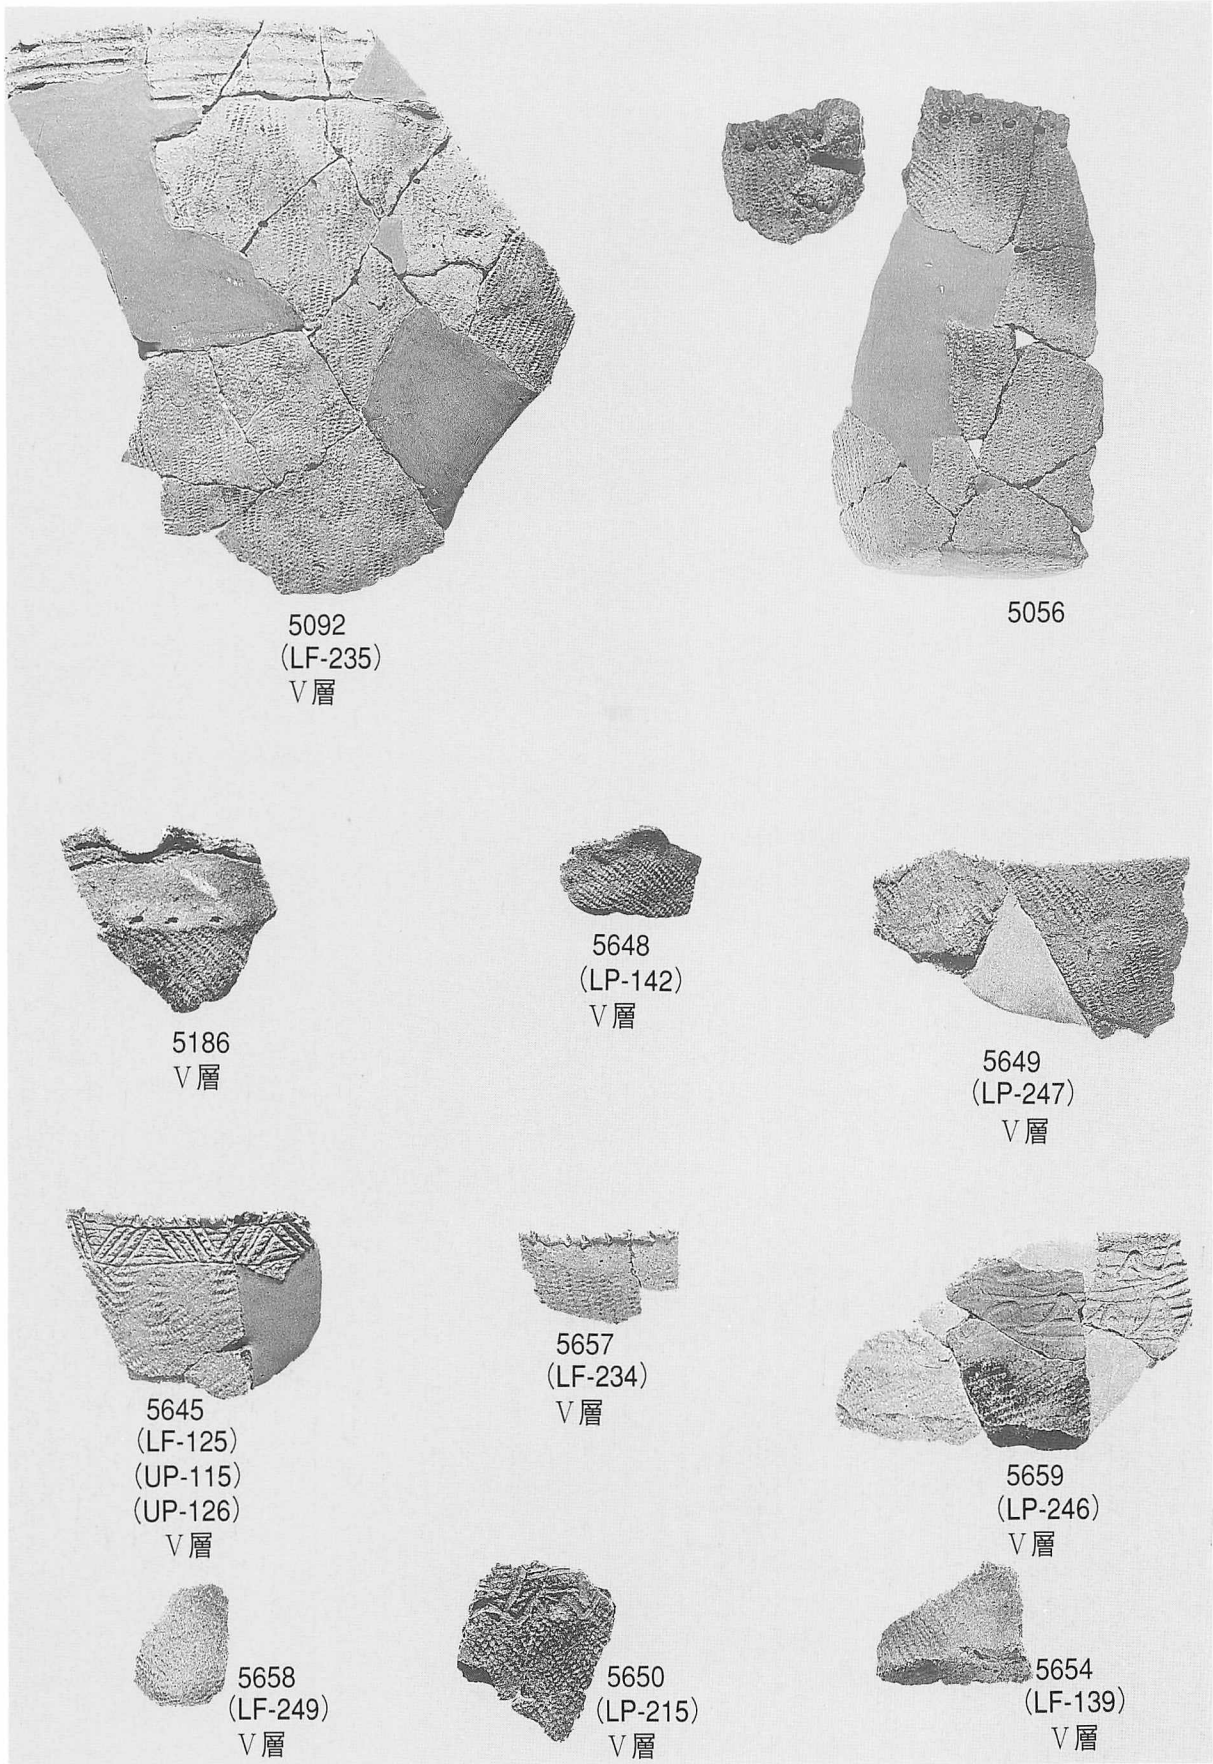 5092
(LF-235)
V層
5056
5186
V層
5648
(LP-142)
V層
5649
(LP-247)
V層
5645
(LF-125)
(UP-115)
(UP-126)
V層
5657
(LF-234)
V層
5659
(LP-246)
V層
5658
(LF-249)
V層
5650
(LP-215)
V層
5654
(LF-139)
V層